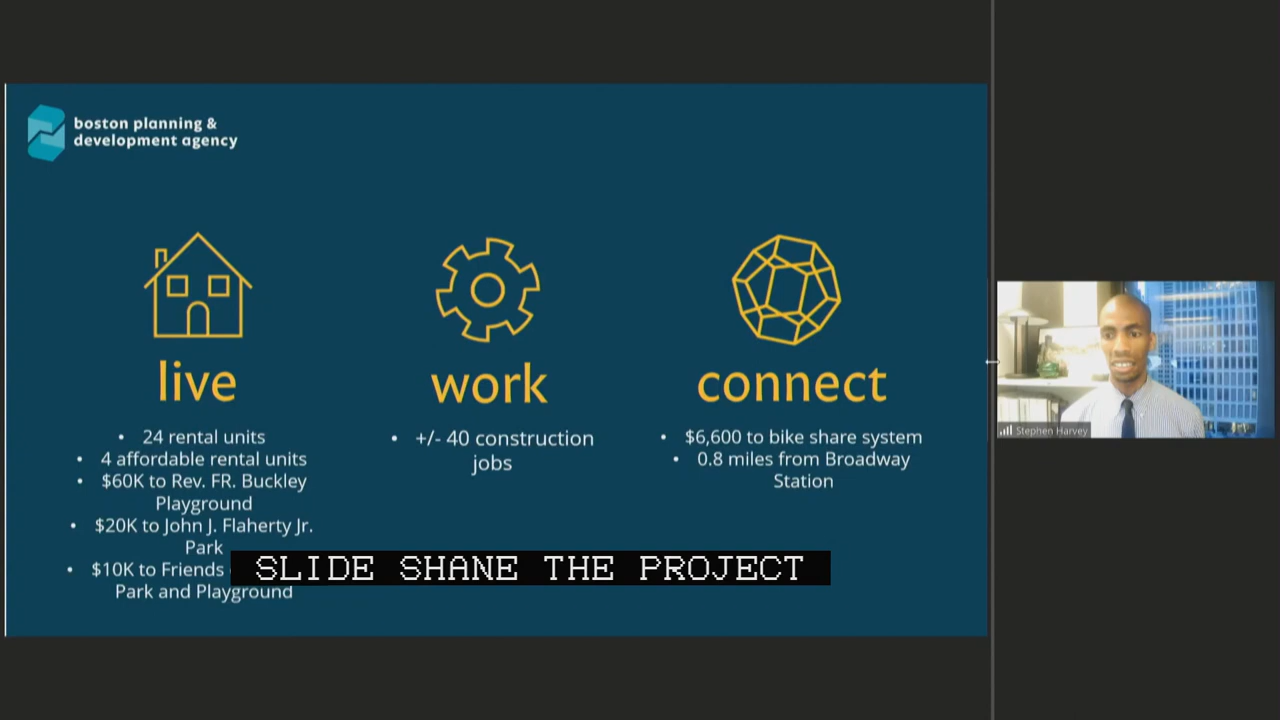 boston planning &
development agency
live
• 24 rental units
• 4 affordable rental units
• $60K to Rev. FR. Buckley
Playground
• $20K to John J. Flaherty Jr.
Park
• $10K to Friends
Park and Playground
work
• +/- 40 construction
jobs
connect
• $6,600 to bike share system
• 0.8 miles from Broadway
Station
SLIDE SHANE THE PROJECT
Stephen Harvey